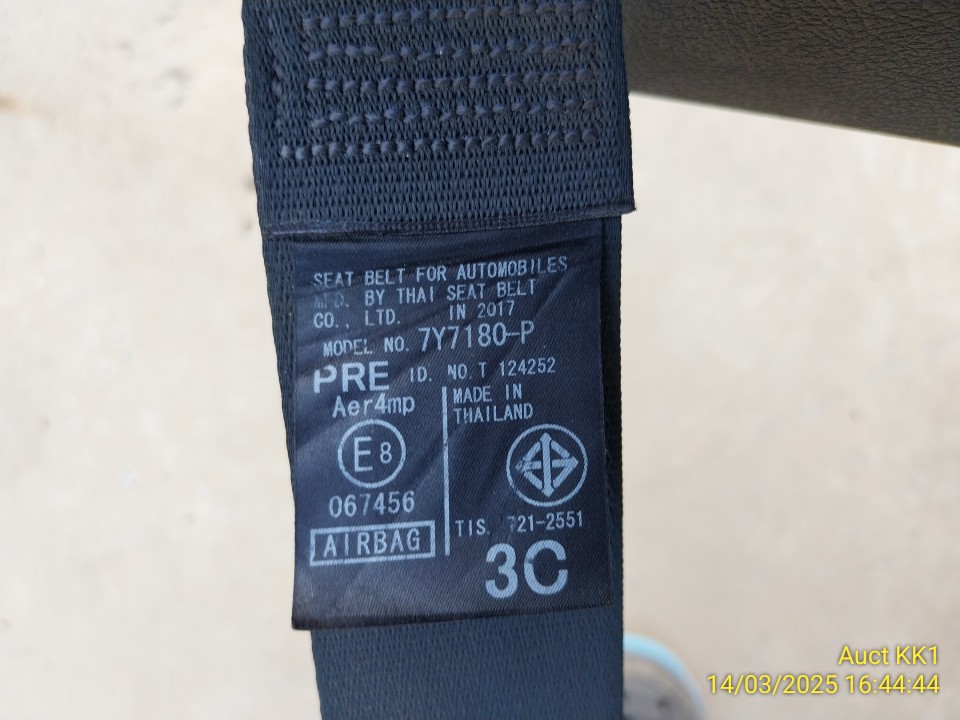 SEAT BELT FOR AUTOMOBILES
BY THAI SEAT BELT
CO., LTD. IN 2017
MODEL NO. 7Y7180-P
PRE ID. NO. T 124252
Aer4mp
MADE IN
THAILAND
E8
067456
AIRBAG
TIS. 721-2551
3C
Auct KK1
14/03/2025 16:44:44